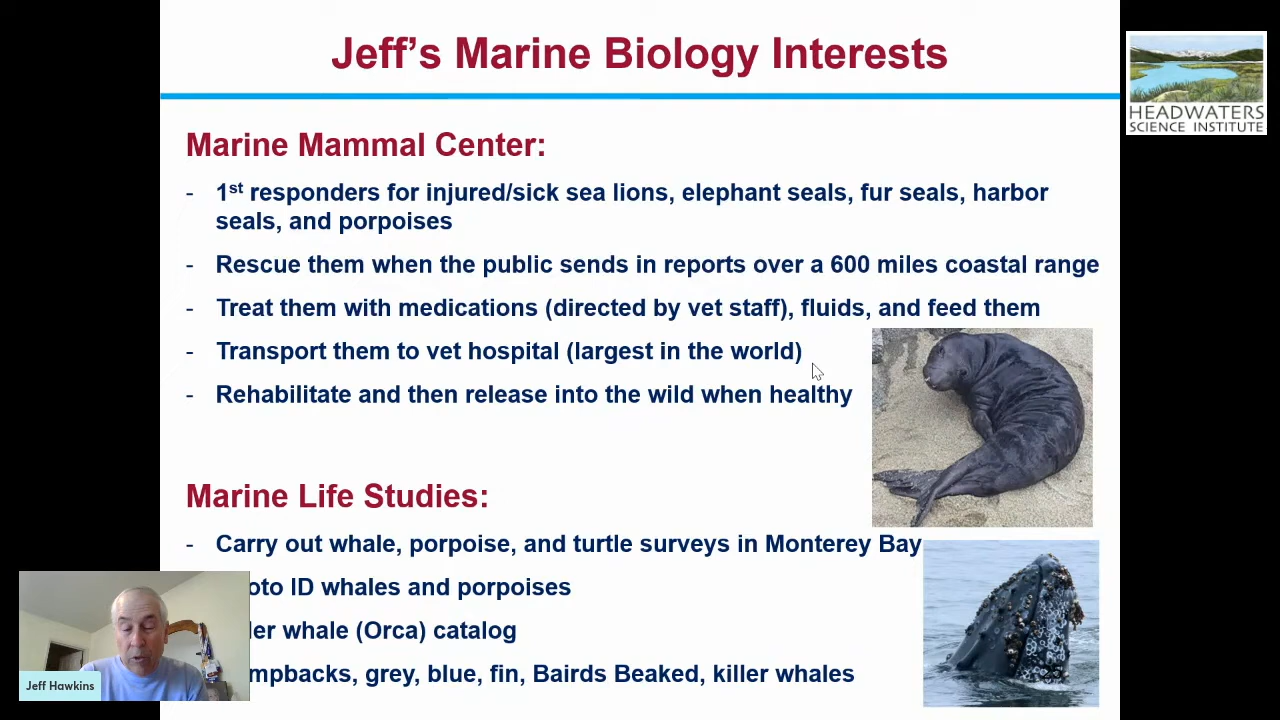 Jeff's Marine Biology Interests
HEADWATERS
SCIENCE INSTITUTE
Marine Mammal Center:
- 1st responders for injured/sick sea lions, elephant seals, fur seals, harbor
seals, and porpoises
- Rescue them when the public sends in reports over a 600 miles coastal range
- Treat them with medications (directed by vet staff), fluids, and feed them
- Transport them to vet hospital (largest in the world)
- Rehabilitate and then release into the wild when healthy
Marine Life Studies:
- Carry out whale, porpoise, and turtle surveys in Monterey Bay
oto ID whales and porpoises
ler whale (Orca) catalog
mpbacks, grey, blue, fin, Bairds Beaked, killer whales
Jeff Hawkins